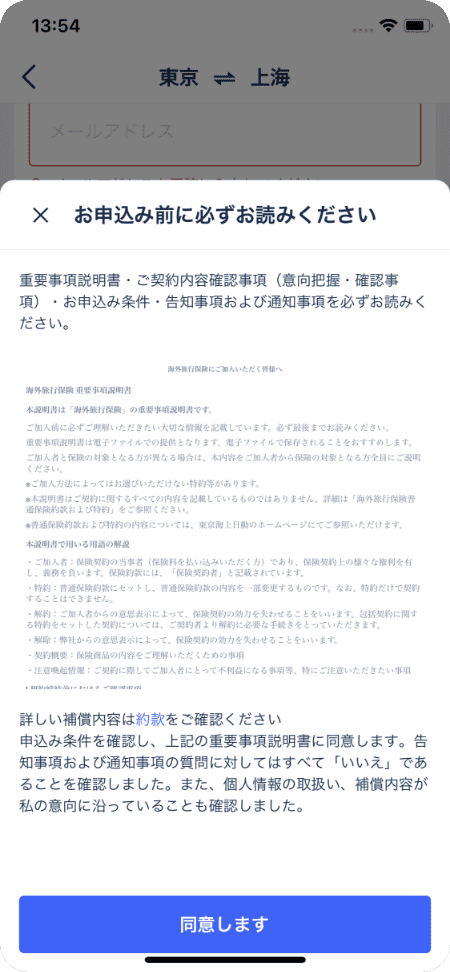 13:54
東京 ⇌ 上海
メールアドレス
お申込み前に必ずお読みください
重要事項説明書・ご契約内容確認事項（意向把握・確認事
項）・お申込み条件・告知事項および通知事項を必ずお読みく
ださい。
海外旅行保険にご加入いただく皆様へ
海外旅行保険 重要事項説明書
本説明書は「海外旅行保険」の重要事項説明書です。
ご加入前に必ずご理解いただきたい大切な情報を記載しています。必ず最後までお読みください。
重要事項説明書は電子ファイルでの提供となります。電子ファイルで保存されることをおすすめします。
ご加入者と保険の対象となる方が異なる場合は、本内容をご加入者から保険の対象となる方全員にご説明
ください。
※ご加入方法によってはお選びいただけない特約等があります。
※本説明書はご契約に関するすべての内容を記載しているものではありません。詳細は「海外旅行保険普
通保険約款および特約」をご参照ください。
※普通保険約款および特約の内容については、東京海上日動のホームページにてご参照いただけます。
本説明書で用いる用語の解説
・ご加入者：保険契約の当事者（保険料を払い込みいただく方）であり、保険契約上の様々な権利を有
し、義務を負います。保険約款には、「保険契約者」と記載されています。
・特約：普通保険約款にセットし、普通保険約款の内容を一部変更するものです。なお、特約だけで契約
することはできません。
・解約：ご加入者からの意思表示によって、保険契約の効力を失わせることをいいます。包括契約に関す
る特約をセットした契約については、ご契約者より解約に必要な手続きをとっていただきます。
・解除：弊社からの意思表示によって、保険契約の効力を失わせることをいいます。
・契約概要：保険商品の内容をご理解いただくための事項
・注意喚起情報：ご契約に際してご加入者にとって不利益になる事項等、特にご注意いただきたい事項
詳しい補償内容は約款をご確認ください
申込み条件を確認し、上記の重要事項説明書に同意します。告
知事項および通知事項の質問に対してはすべて「いいえ」であ
ることを確認しました。また、個人情報の取扱い、補償内容が
私の意向に沿っていることも確認しました。
同意します